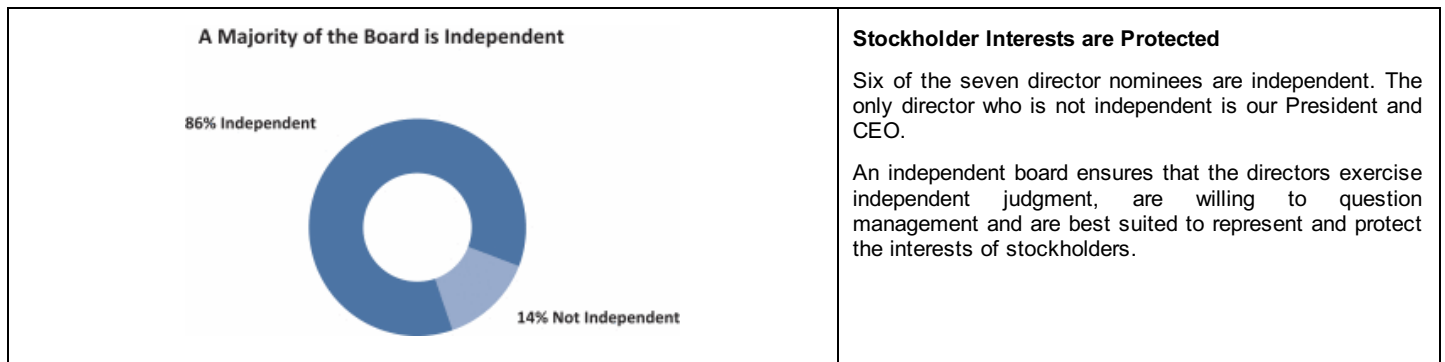 A Majority of the Board is Independent
86% Independent
14% Not Independent
Stockholder Interests are Protected
Six of the seven director nominees are independent. The
only director who is not independent is our President and
CEO.
An independent board ensures that the directors exercise
independent judgment, are willing to question
management and are best suited to represent and protect
the interests of stockholders.